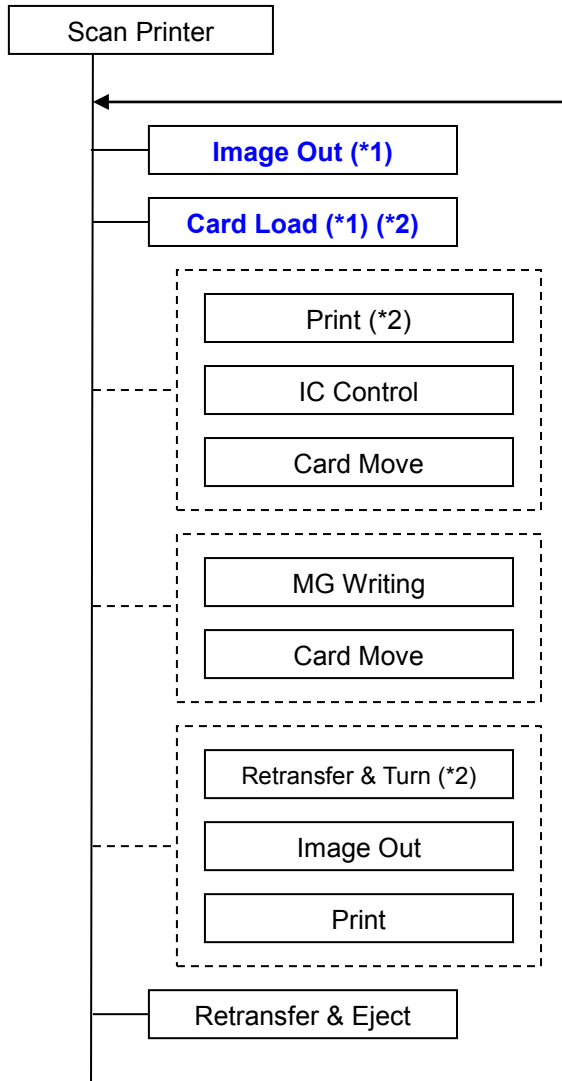 Scan Printer
Image Out (*1)
Card Load (*1) (*2)
Print (*2)
IC Control
Card Move
MG Writing
Card Move
Retransfer & Turn (*2)
Image Out
Print
Retransfer & Eject